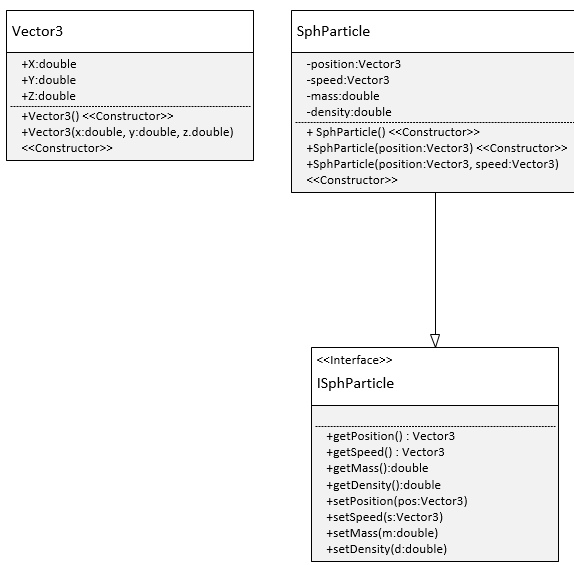 Vector3
+X:double
+Y:double
+Z:double
+Vector3() <<Constructor>>
+Vector3(x:double, y:double, z.double)
<<Constructor>>
SphParticle
-position:Vector3
-speed:Vector3
-mass:double
-density:double
+ SphParticle() <<Constructor>>
+SphParticle(position:Vector3) <<Constructor>>
+SphParticle(position:Vector3, speed:Vector3)
<<Constructor>>
<<Interface>>
ISphParticle
+getPosition() : Vector3
+getSpeed() : Vector3
+getMass():double
+getDensity():double
+setPosition(pos:Vector3)
+setSpeed(s:Vector3)
+setMass(m:double)
+setDensity(d:double)